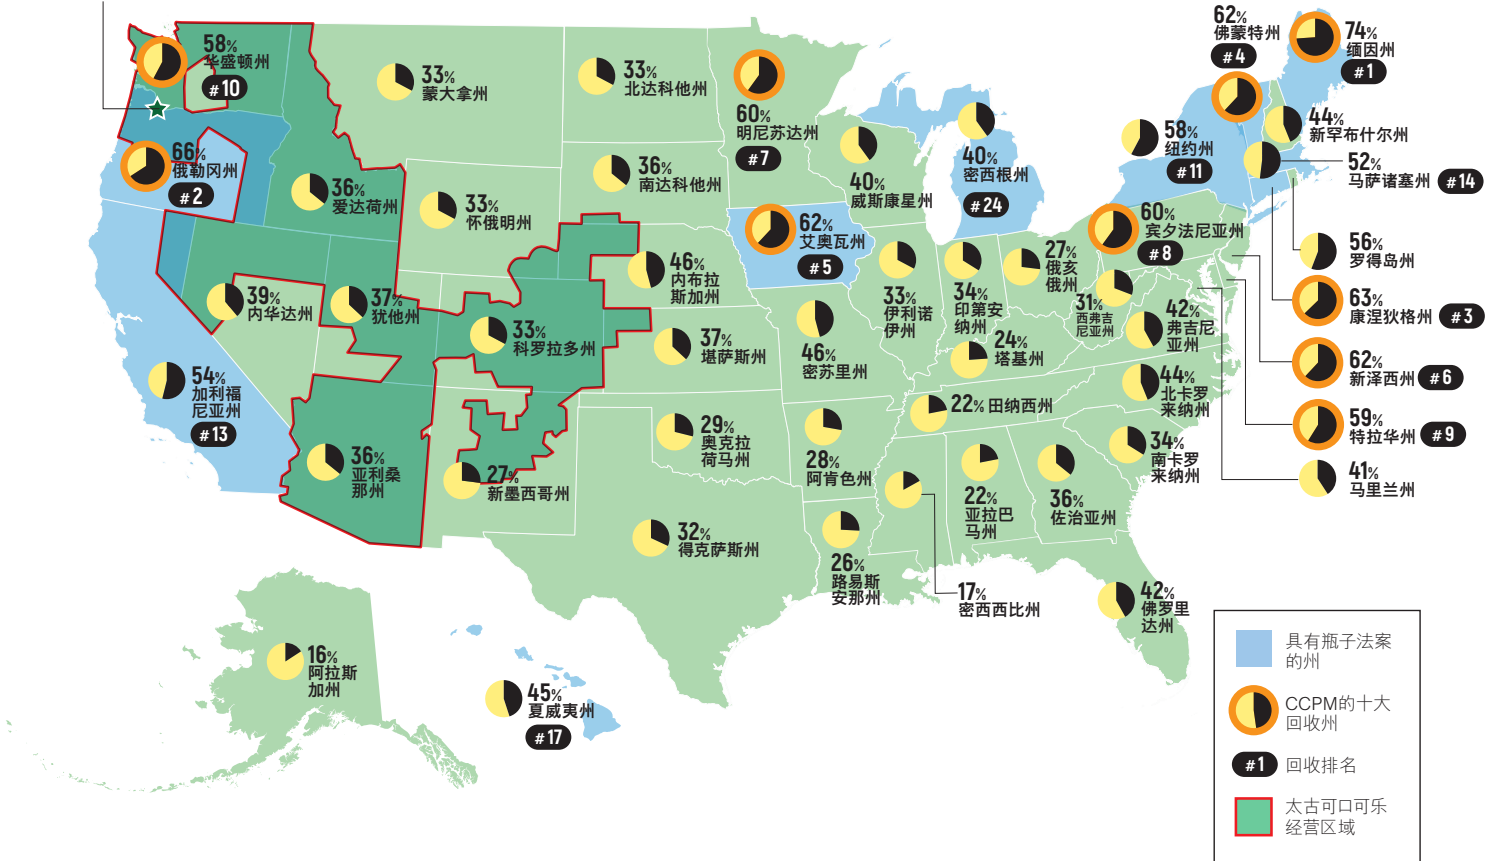 58%
华盛顿州
#10
66%
俄勒冈州
#2
33%
蒙大拿州
33%
北达科他州
60%
明尼苏达州
#7
36%
南达科他州
36%
爱达荷州
33%
怀俄明州
40%
威斯康星州
40%
密西根州
#24
62%
佛蒙特州
#4
74%
缅因州
#1
44%
新罕布什尔州
58%
纽约州
#11
52%
马萨诸塞州 #14
56%
罗得岛州
63%
康涅狄格州 #3
62%
新泽西州 #6
59%
特拉华州 #9
41%
马里兰州
60%
宾夕法尼亚州
#8
62%
艾奥瓦州
#5
46%
内布拉
斯加州
39%
内华达州
37%
犹他州
33%
科罗拉多州
37%
堪萨斯州
46%
密苏里州
33%
伊利诺
伊州
34%
印第安
纳州
27%
俄亥
俄州
31%
西弗吉
尼亚州
42%
弗吉尼
亚州
24%
塔基州
54%
加利福
尼亚州
#13
36%
亚利桑
那州
27%
新墨西哥州
29%
奥克拉
荷马州
28%
阿肯色州
22% 田纳西州
44%
北卡罗
来纳州
34%
南卡罗
来纳州
32%
得克萨斯州
26%
路易斯
安那州
17%
密西西比州
22%
亚拉巴
马州
36%
佐治亚州
42%
佛罗里
达州
16%
阿拉斯
加州
45%
夏威夷州
#17
具有瓶子法案
的州
CCPM的十大
回收州
#1 回收排名
太古可口可乐
经营区域